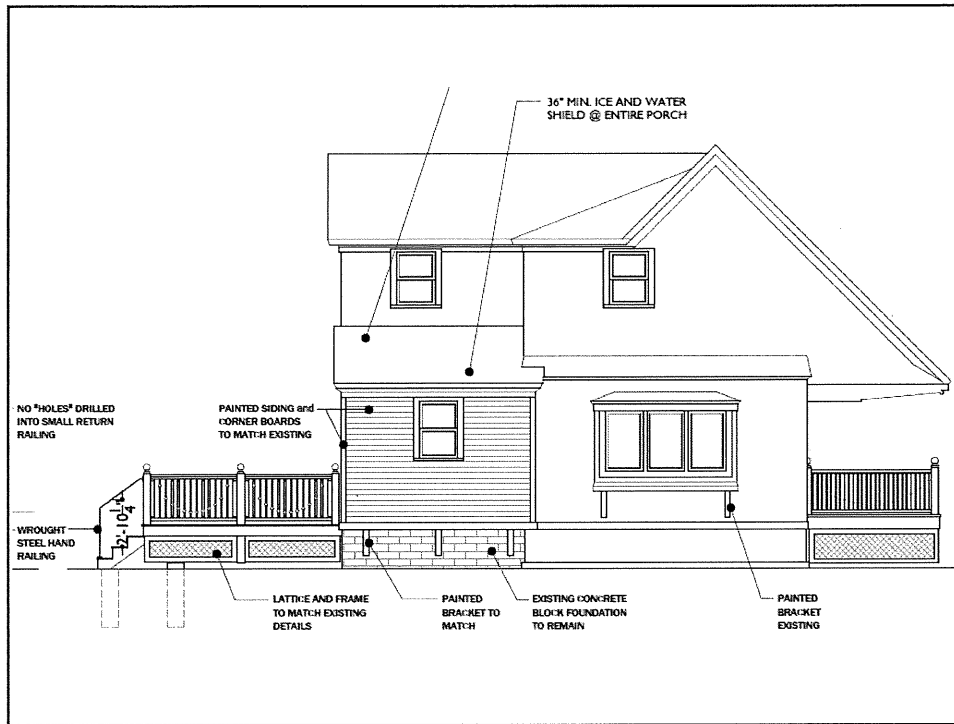 36" MIN. ICE AND WATER
SHIELD @ ENTIRE PORCH
NO "HOLES" DRILLED
INTO SMALL RETURN
RAILING
PAINTED SIDING and
CORNER BOARDS
TO MATCH EXISTING
2'-10 1/4"
WROUGHT
STEEL HAND
RAILING
LATTICE AND FRAME
TO MATCH EXISTING
DETAILS
PAINTED
BRACKET TO
MATCH
EXISTING CONCRETE
BLOCK FOUNDATION
TO REMAIN
PAINTED
BRACKET
EXISTING